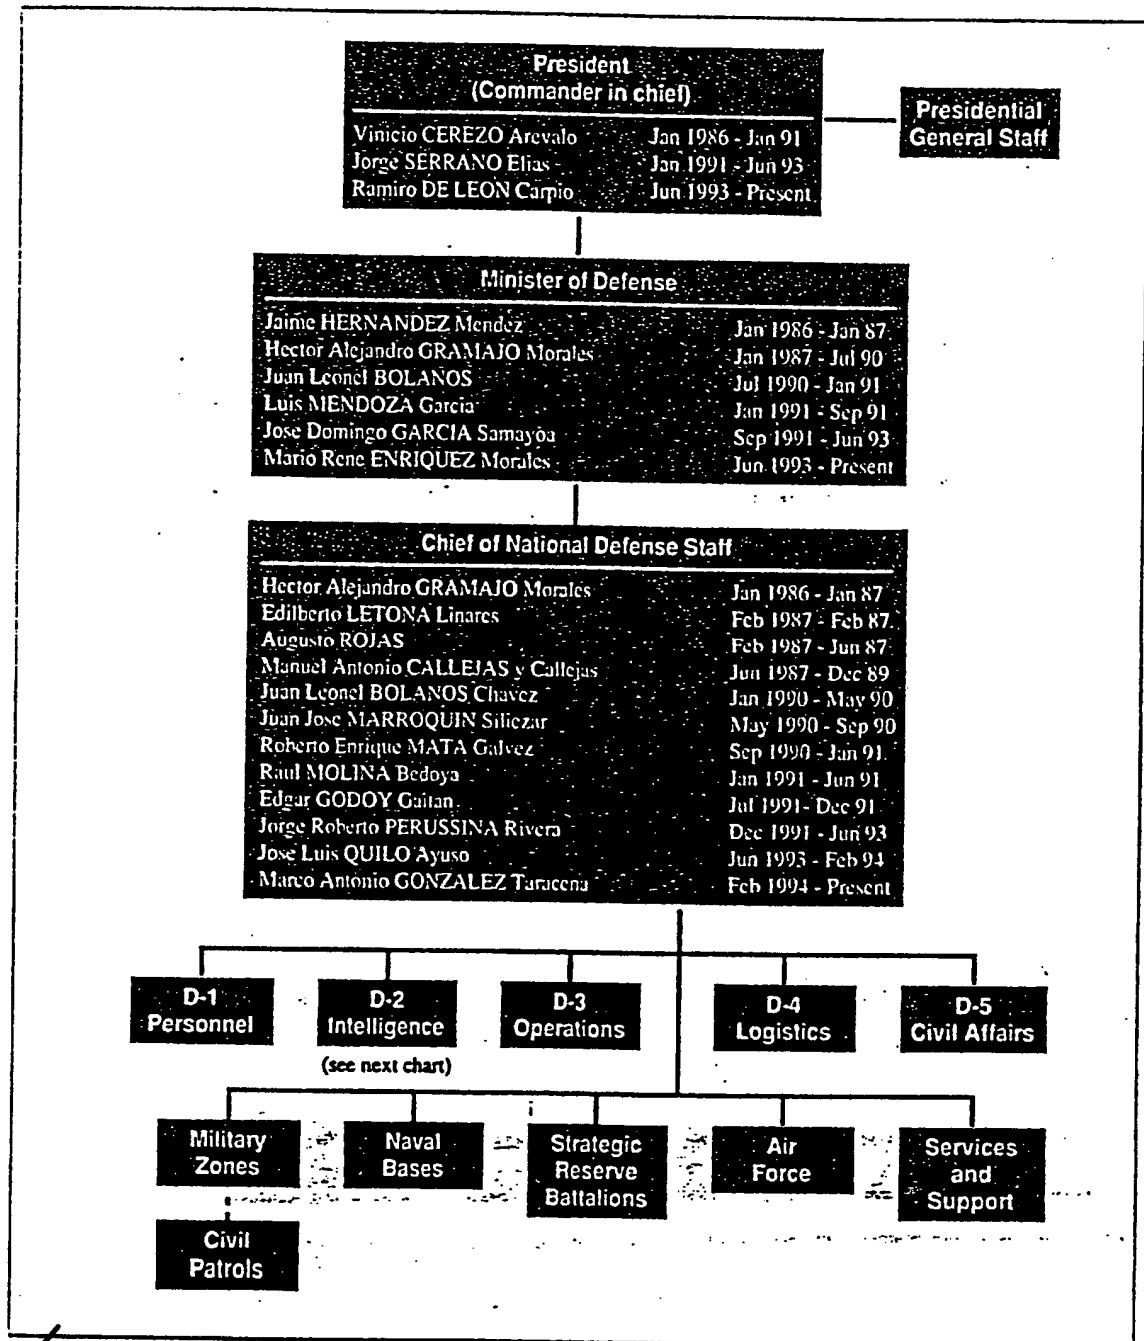 President
(Commander in chief)
Vinicio CEREZO Arevalo Jan 1986 - Jan 91
Jorge SERRANO Elias Jan 1991 - Jun 93
Ramiro DE LEON Carpio Jun 1993 - Present
Presidential
General Staff
Minister of Defense
Jaime HERNANDEZ Mendez Jan 1986 - Jan 87
Hector Alejandro GRAMAJO Morales Jan 1987 - Jul 90
Juan Leonel BOLANOS Jul 1990 - Jan 91
Luis MENDOZA Garcia Jan 1991 - Sep 91
Jose Domingo GARCIA Samayoa Sep 1991 - Jun 93
Mario Rene ENRIQUEZ Morales Jun 1993 - Present
Chief of National Defense Staff
Hector Alejandro GRAMAJO Morales Jan 1986 - Jan 87
Edilberto LETONA Linares Feb 1987 - Feb 87
Augusto ROJAS Feb 1987 - Jun 87
Manuel Antonio CALLEJAS y Callejas Jun 1987 - Dec 89
Juan Leonel BOLANOS Chavez Jan 1990 - May 90
Juan Jose MARROQUIN Siliezar May 1990 - Sep 90
Roberto Enrique MATA Galvez Sep 1990 - Jan 91
Raul MOLINA Bedoya Jan 1991 - Jun 91
Edgar GODOY Gaitan Jul 1991 - Dec 91
Jorge Roberto PERUSSINA Rivera Dec 1991 - Jun 93
Jose Luis QUILO Ayuso Jun 1993 - Feb 94
Marco Antonio GONZALEZ Taracena Feb 1994 - Present
D-1
Personnel
D-2
Intelligence
(see next chart)
D-3
Operations
D-4
Logistics
D-5
Civil Affairs
Military
Zones
Naval
Bases
Strategic
Reserve
Battalions
Air
Force
Services
and
Support
Civil
Patrols